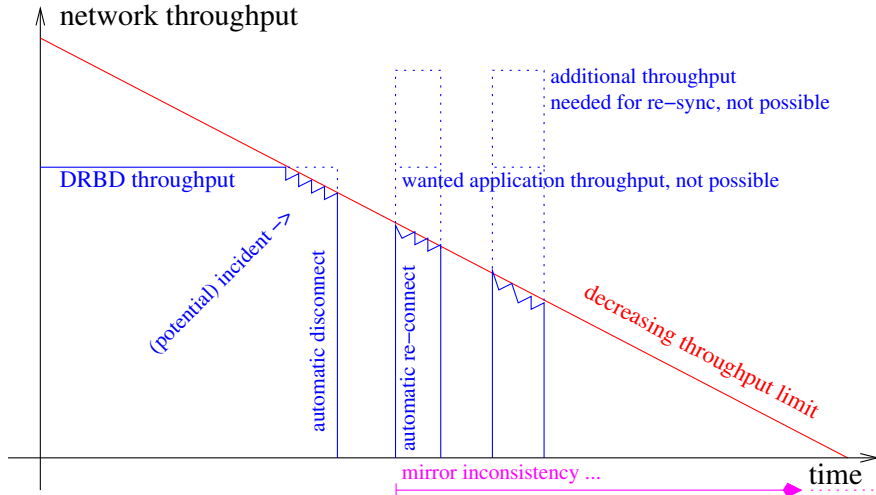 network throughput
additional throughput
needed for re-sync, not possible
DRBD throughput
wanted application throughput, not possible
(potential) incident ->
automatic disconnect
automatic re-connect
decreasing throughput limit
mirror inconsistency ...
time